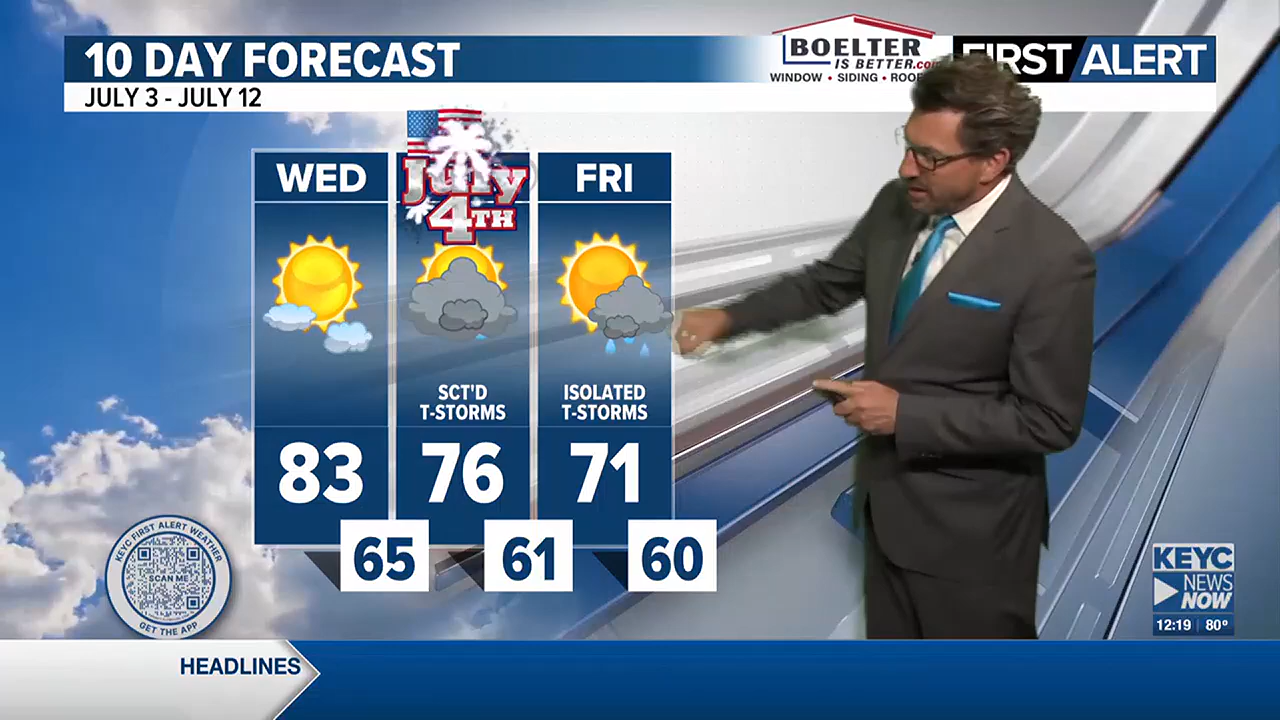 10 DAY FORECAST
JULY 3 - JULY 12
BOELTER
IS BETTER.com
WINDOW • SIDING •
FIRST ALERT
WED
July
4TH
FRI
SCT'D
T-STORMS
ISOLATED
T-STORMS
83
76
71
65
61
60
KEYC FIRST ALERT WEATHER
SCAN ME
GET THE APP
KEYC
NEWS
NOW
12:19 80°
HEADLINES